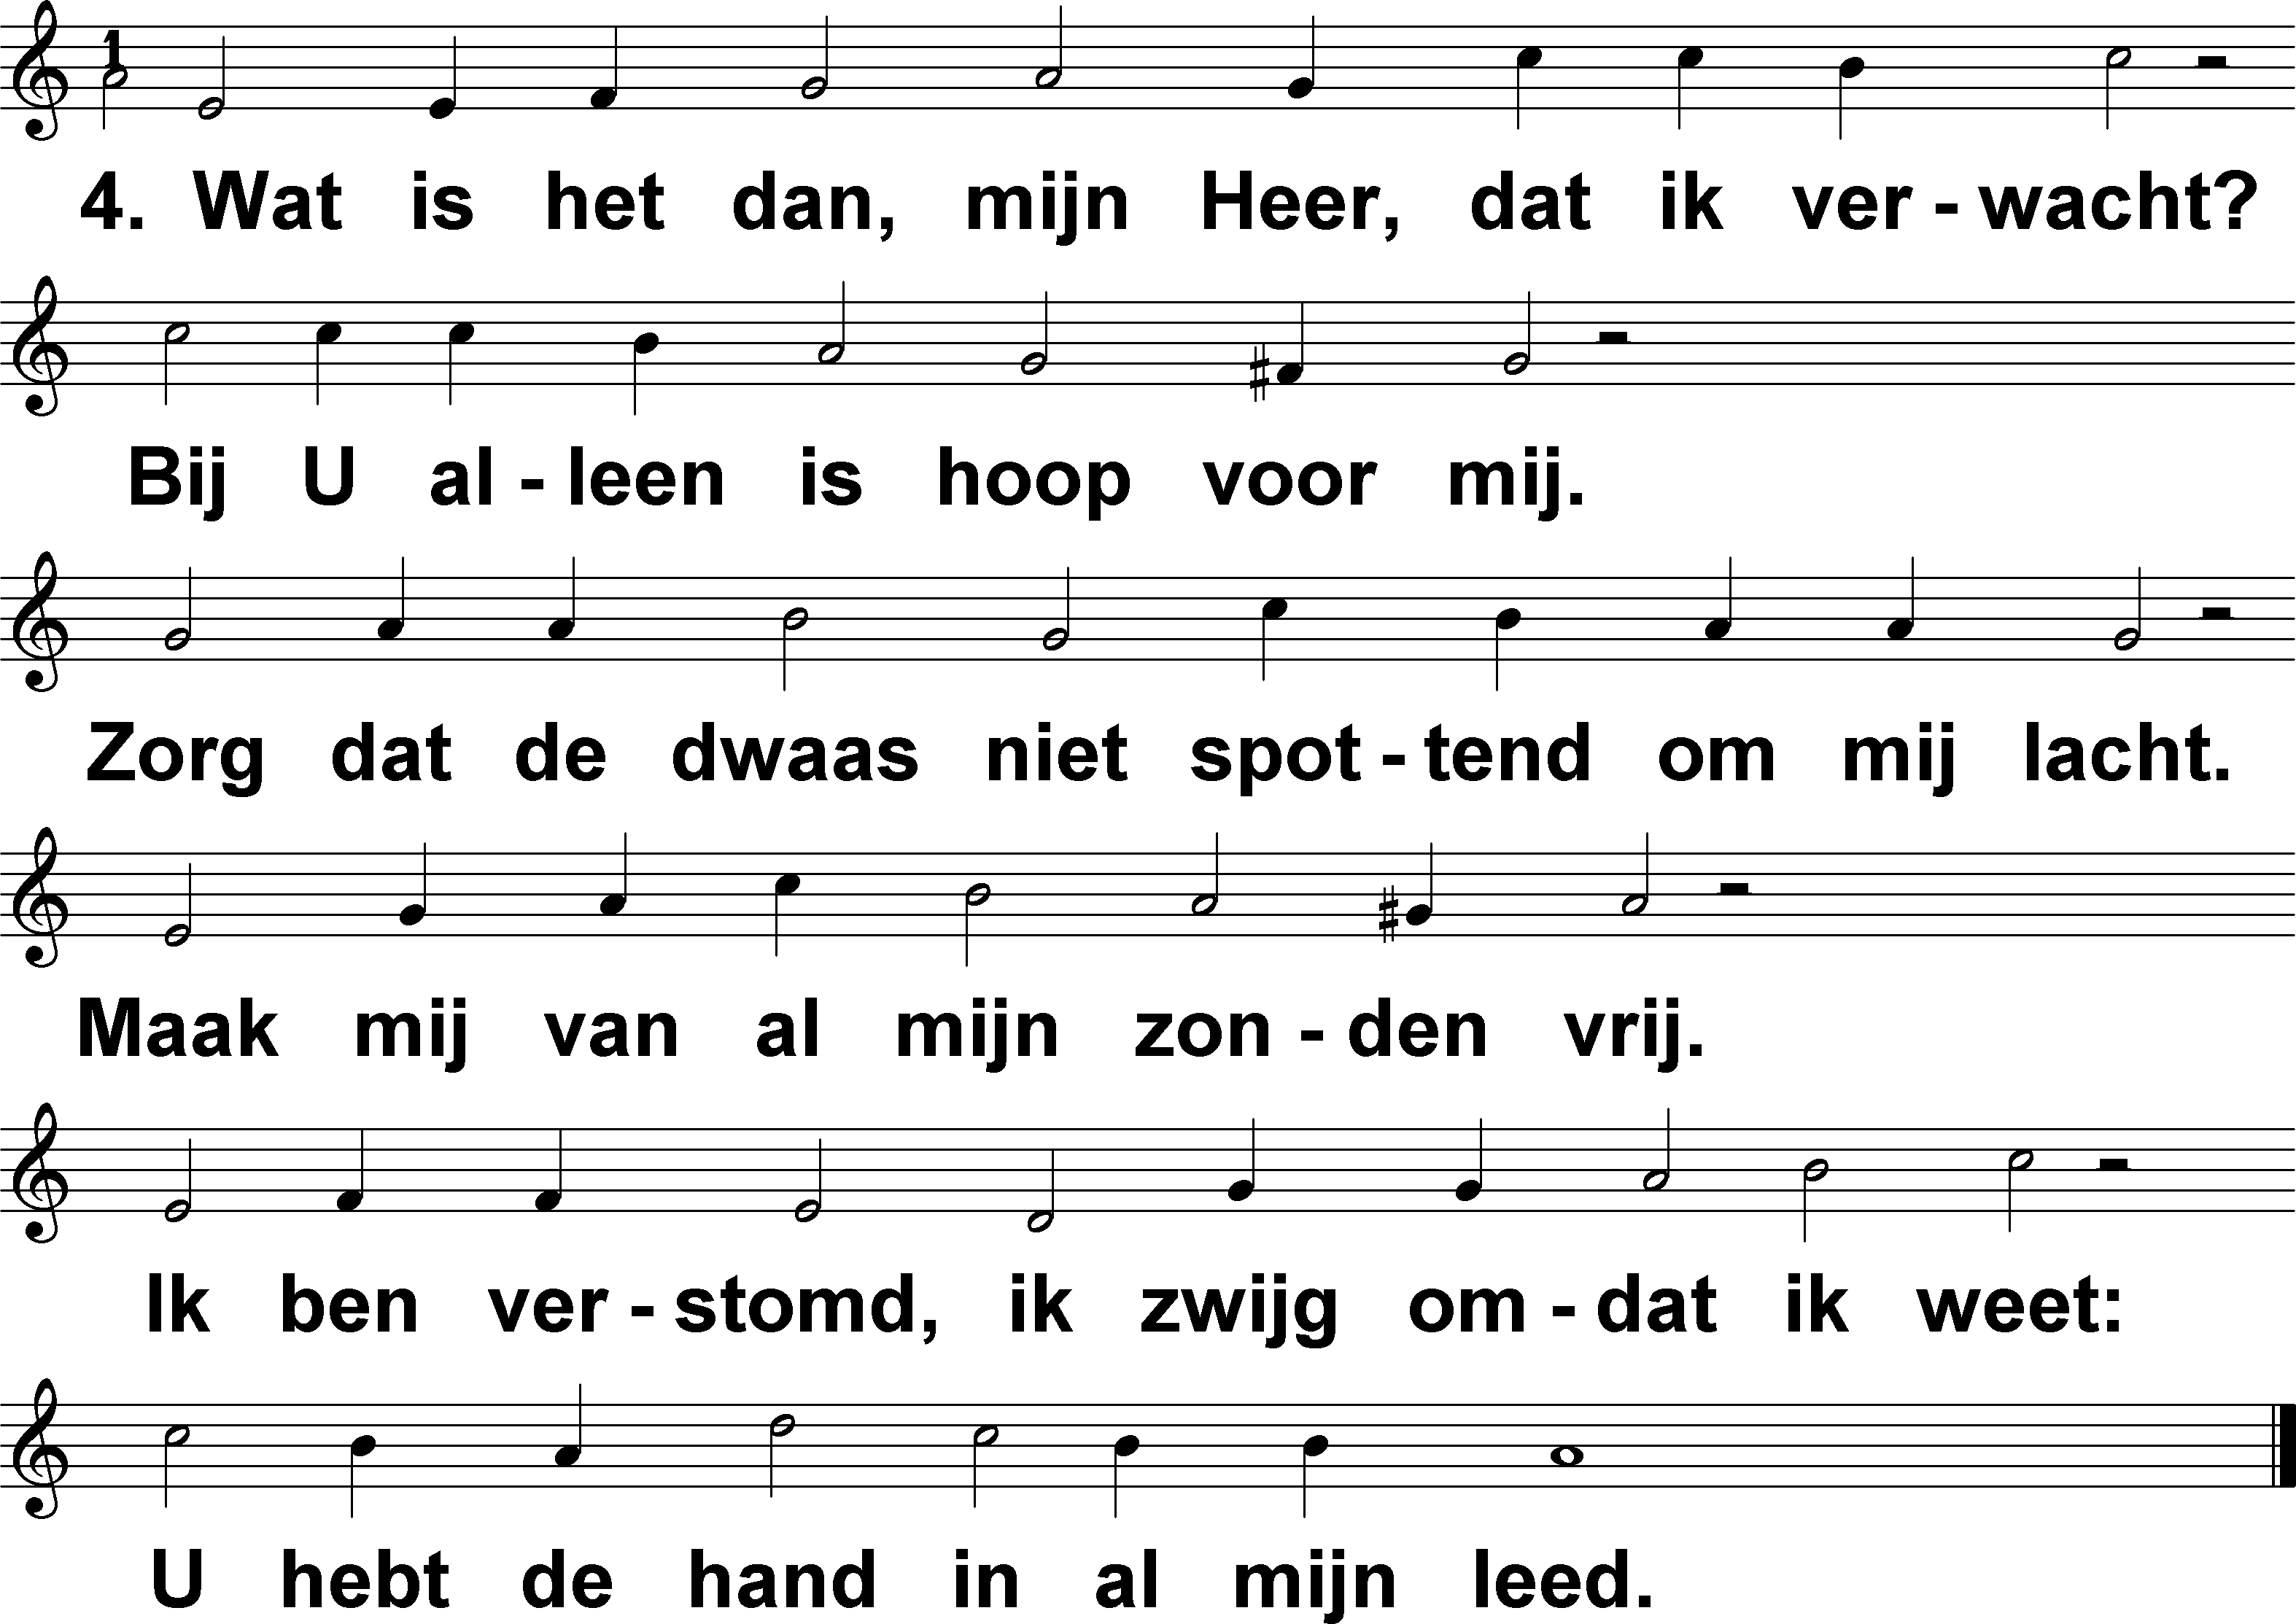 4. Wat is het dan, mijn Heer, dat ik ver - wacht?
Bij U al - leen is hoop voor mij.
Zorg dat de dwaas niet spot - tend om mij lacht.
Maak mij van al mijn zon - den vrij.
Ik ben ver - stomd, ik zwijg om - dat ik weet:
U hebt de hand in al mijn leed.